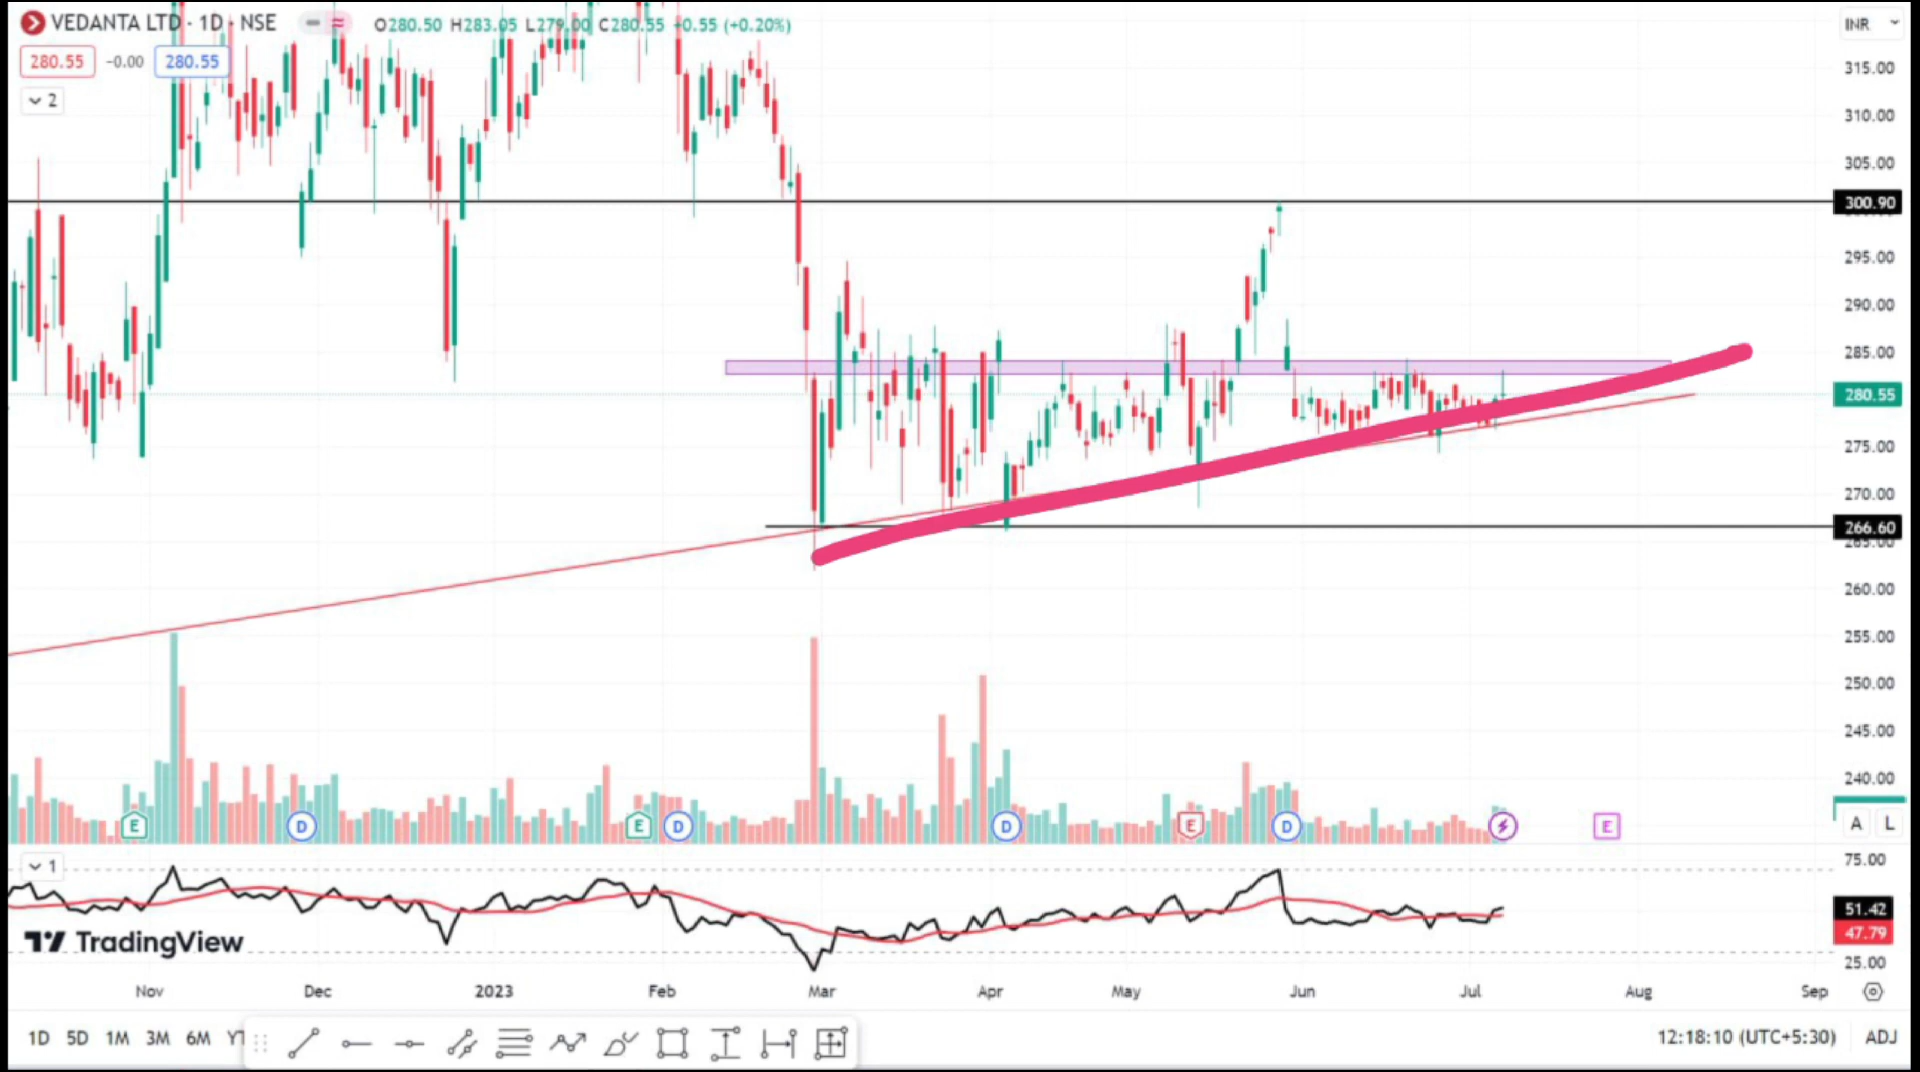 VEDANTA LTD · 1D · NSE
O280.50 H283.05 L279.00 C280.55 +0.55 (+0.20%)
INR
280.55 -0.00 280.55
2
315.00
310.00
305.00
300.90
295.00
290.00
285.00
280.55
275.00
270.00
266.60
265.00
260.00
255.00
250.00
245.00
240.00
E D E D D E D E
A L
1
75.00
51.42
47.79
25.00
TradingView
Nov Dec 2023 Feb Mar Apr May Jun Jul Aug Sep
1D 5D 1M 3M 6M 12:18:10 (UTC+5:30) ADJ